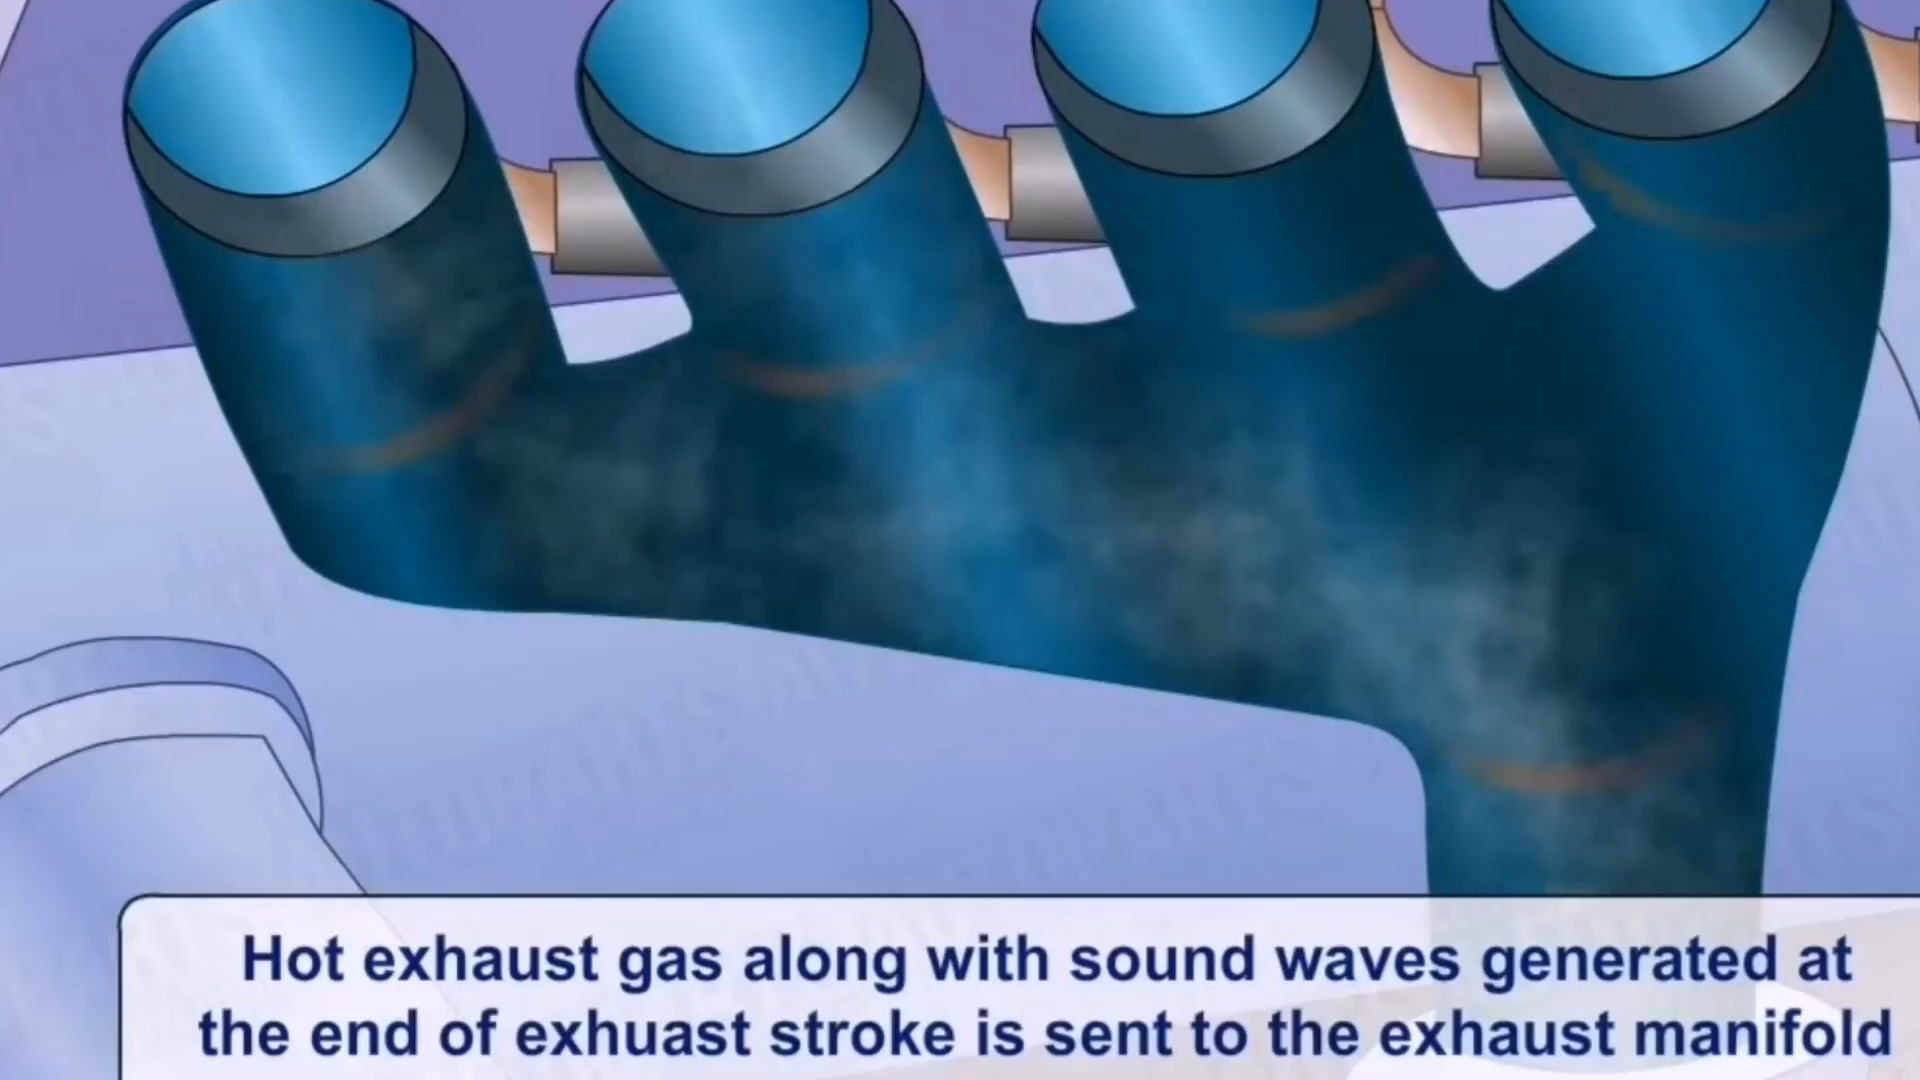 Hot exhaust gas along with sound waves generated at
the end of exhuast stroke is sent to the exhaust manifold